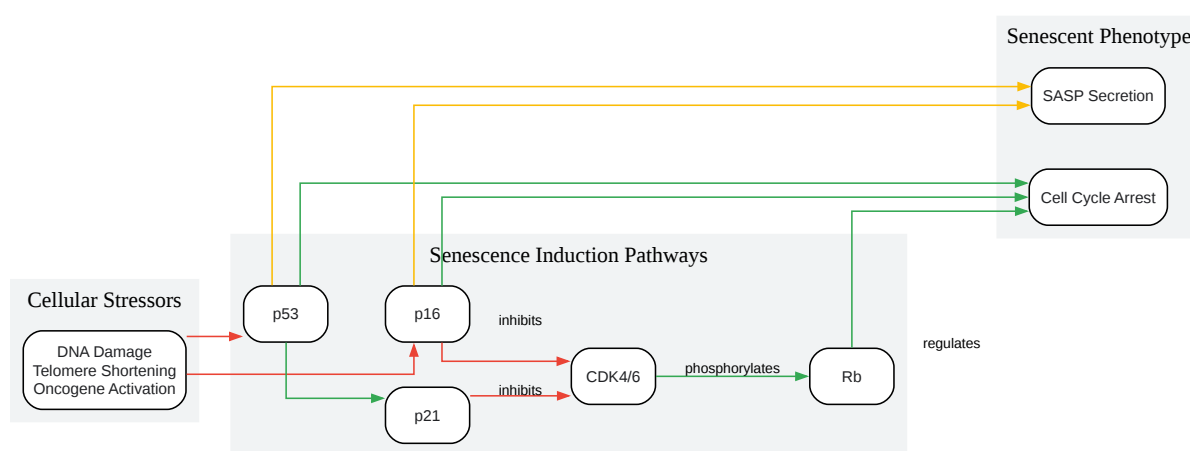 Senescent Phenotype
SASP Secretion
Cell Cycle Arrest
Senescence Induction Pathways
Cellular Stressors
p53
p16
inhibits
DNA Damage
Telomere Shortening
Oncogene Activation
regulates
CDK4/6
phosphorylates
Rb
inhibits
p21